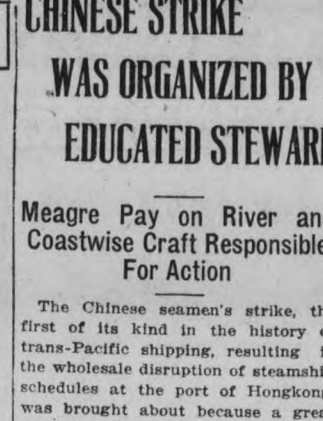 CHINESE STRIKE
WAS ORGANIZED BY
EDUCATED STEWAR
Meagre Pay on River an
Coastwise Craft Responsible
For Action
The Chinese seamen's strike, th
first of its kind in the history o
trans-Pacific shipping, resulting i
the wholesale disruption of steamshi
schedules at the port of Hongkong
was brought about because a grea